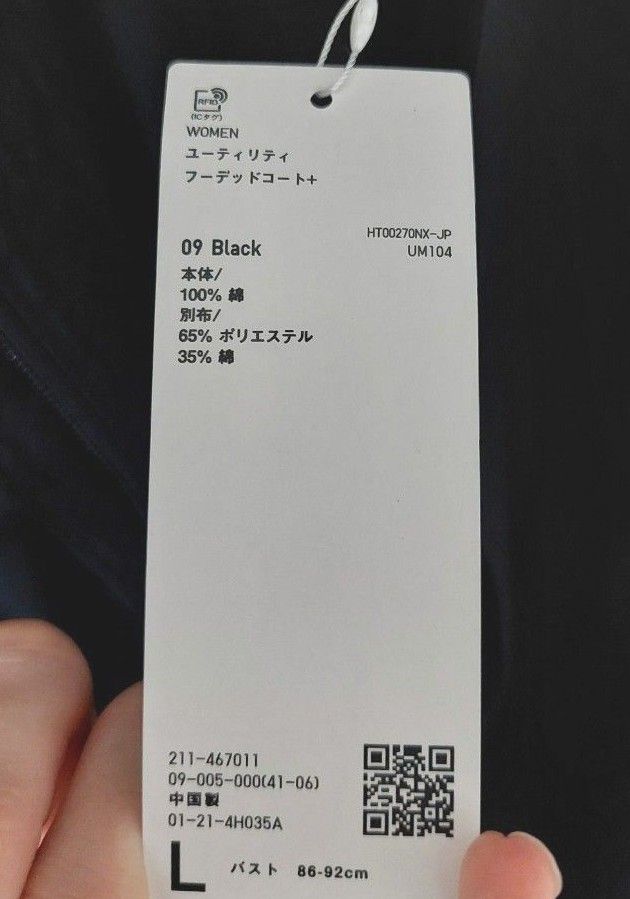 RFID
(ICタグ)
WOMEN
ユーティリティ
フーデッドコート+
HT00270NX-JP
UM104
09 Black
本体/
100% 綿
別布/
65% ポリエステル
35% 綿
211-467011
09-005-000(41-06)
中国製
01-21-4H035A
L バスト 86-92cm